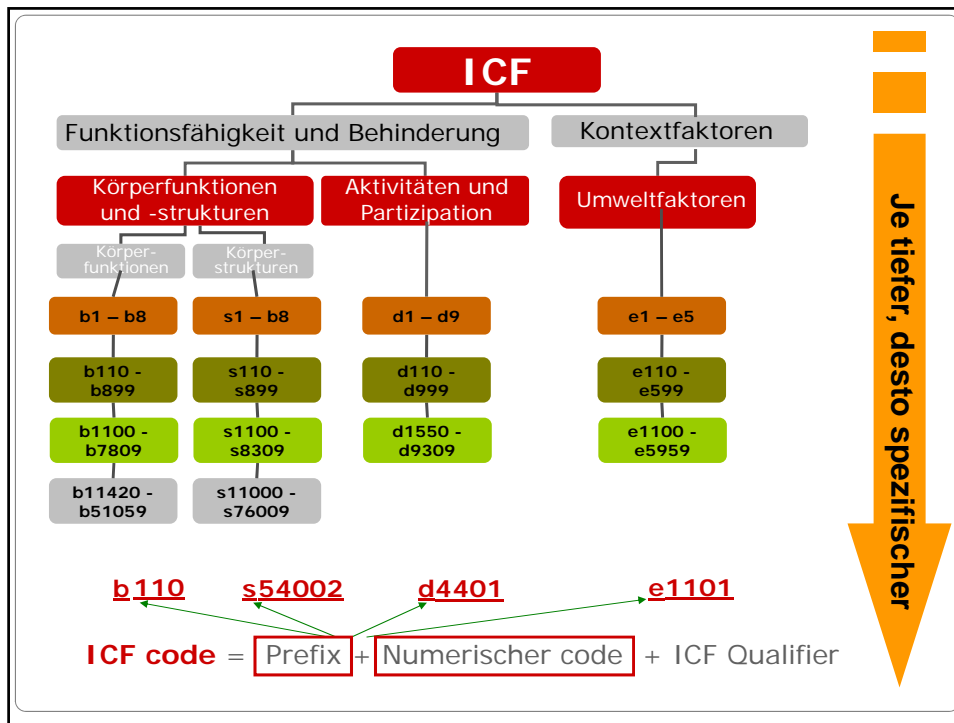 ICF
Funktionsfähigkeit und Behinderung
Kontextfaktoren
Körperfunktionen
und -strukturen
Aktivitäten und
Partizipation
Umweltfaktoren
Körper-
funktionen
Körper-
strukturen
b1 – b8
s1 – b8
d1 – d9
e1 – e5
b110 -
b899
s110 -
s899
d110 -
d999
e110 -
e599
b1100 -
b7809
s1100 -
s8309
d1550 -
d9309
e1100 -
e5959
b11420 -
b51059
s11000 -
s76009
Je tiefer, desto spezifischer
b110 s54002 d4401 e1101
ICF code = Prefix + Numerischer code + ICF Qualifier